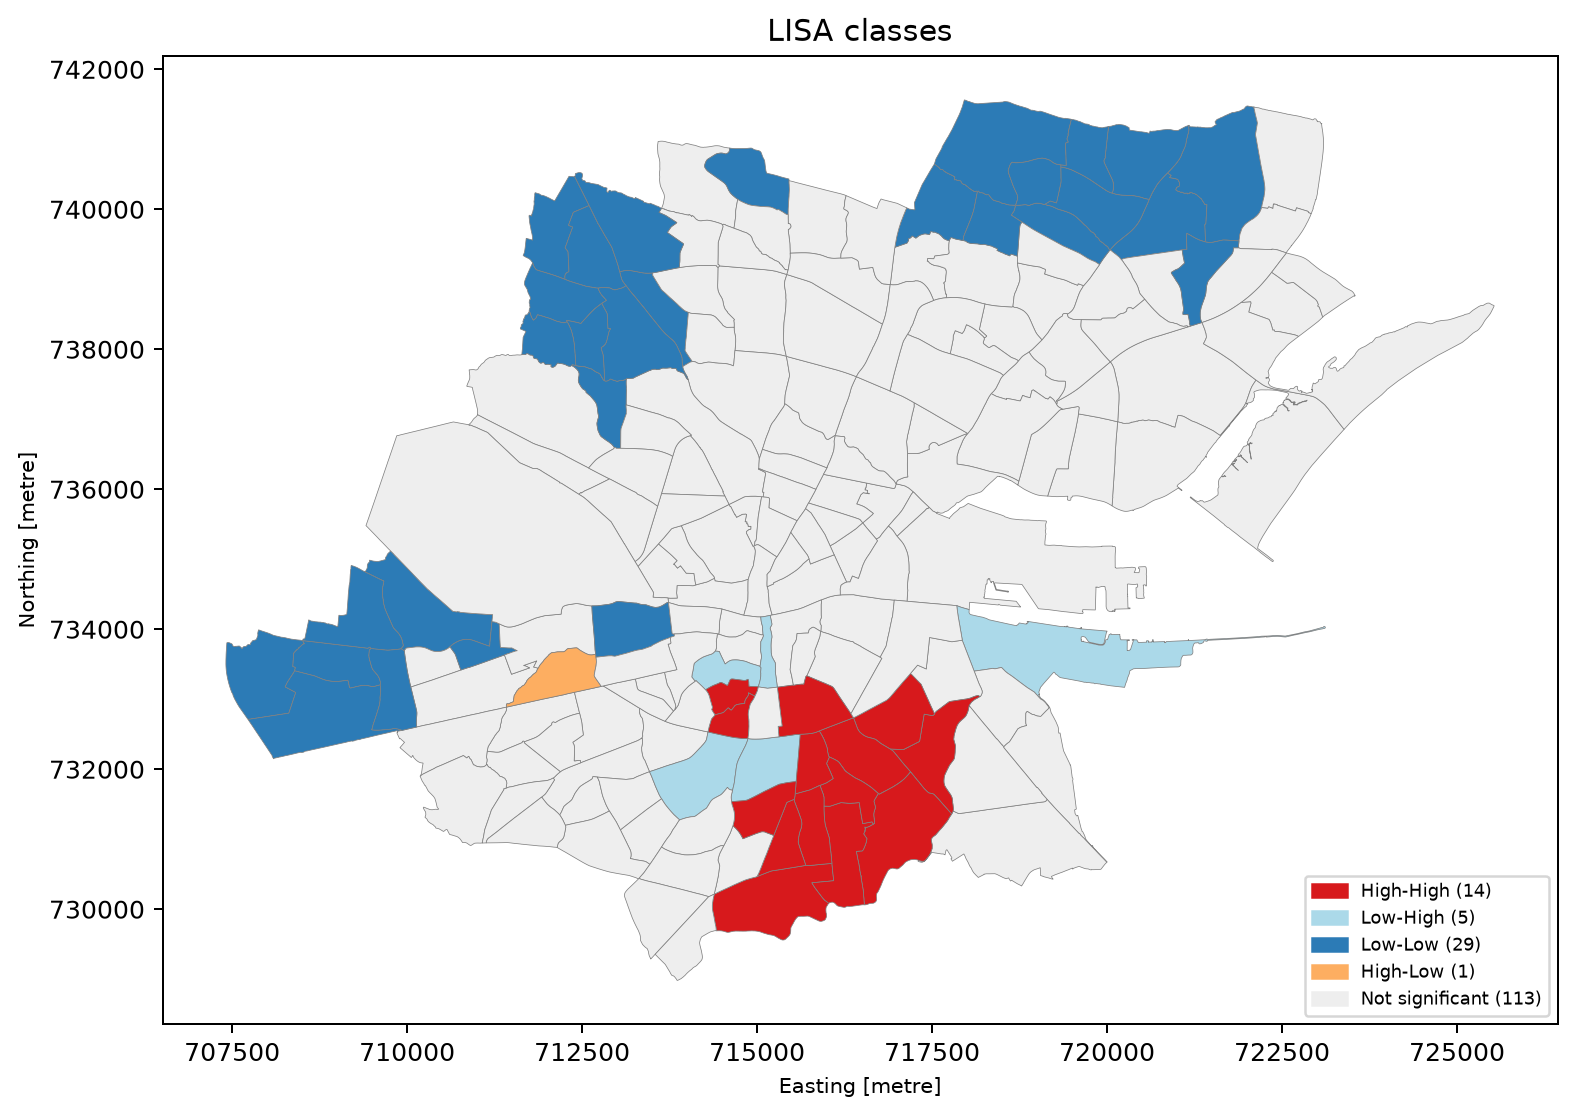 LISA classes
742000
740000
738000
736000
734000
732000
730000
Northing [metre]
High-High (14)
Low-High (5)
Low-Low (29)
High-Low (1)
Not significant (113)
707500
710000
712500
715000
717500
720000
722500
725000
Easting [metre]